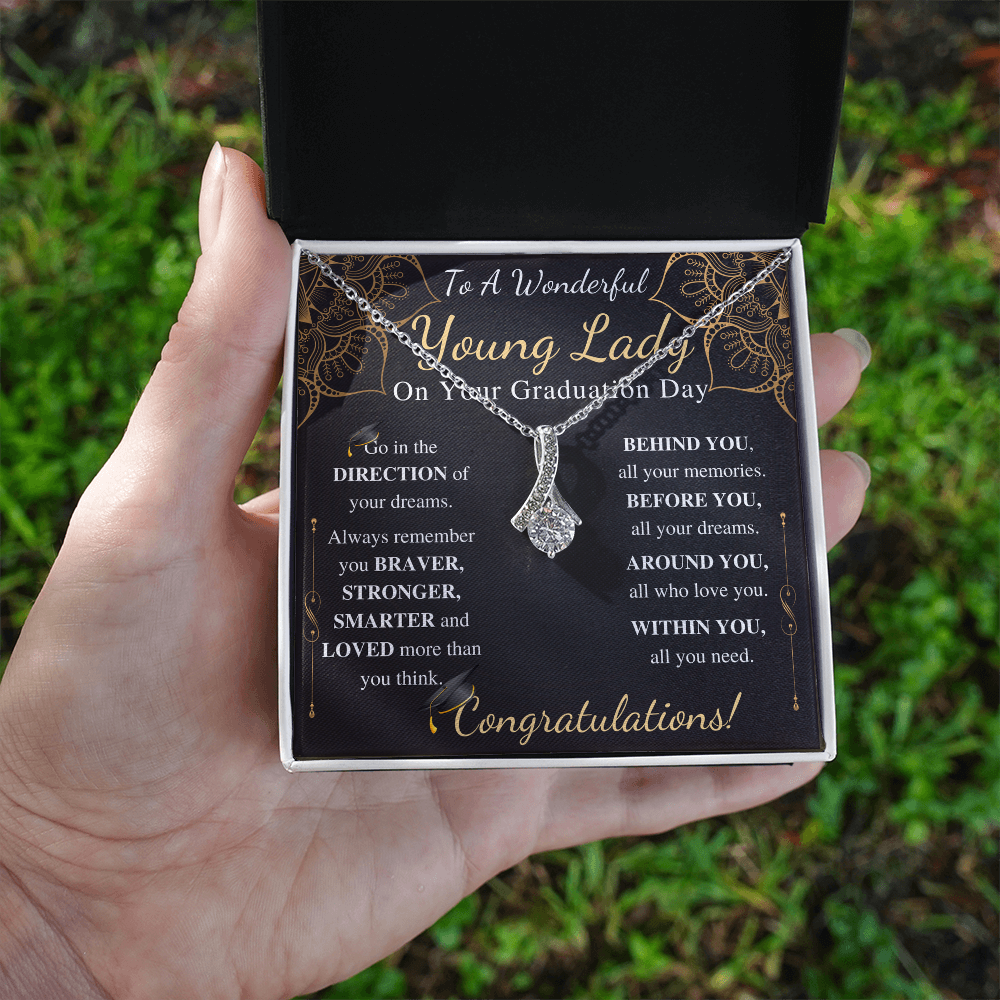 To A Wonderful
Young Lady
On Your Graduation Day
Go in the
DIRECTION of
your dreams.
Always remember
you BRAVER,
STRONGER,
SMARTER and
LOVED more than
you think.
BEHIND YOU,
all your memories.
BEFORE YOU,
all your dreams.
AROUND YOU,
all who love you.
WITHIN YOU,
all you need.
Congratulations!